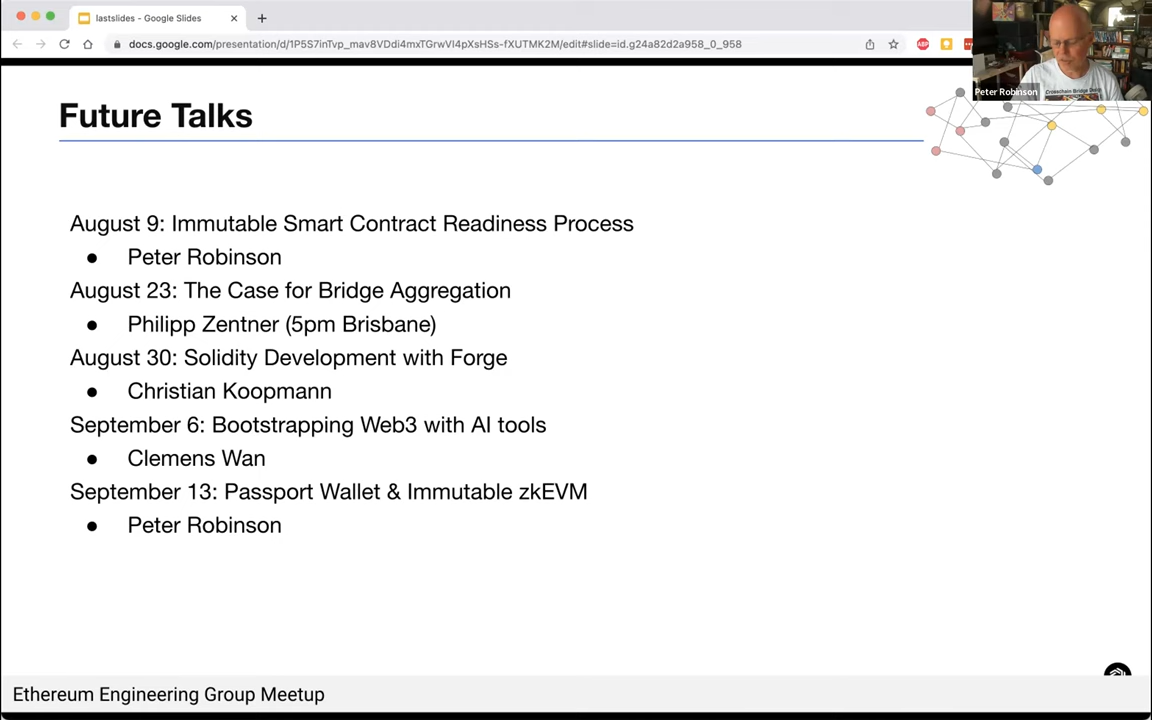 lastslides - Google Slides
docs.google.com/presentation/d/1P5S7inTvp_mav8VDdi4mxTGrwVI4pXsHSs-fXUTMK2M/edit#slide=id.g24a82d2a958_0_958
ABP
Peter Robinson
Future Talks
August 9: Immutable Smart Contract Readiness Process
● Peter Robinson
August 23: The Case for Bridge Aggregation
● Philipp Zentner (5pm Brisbane)
August 30: Solidity Development with Forge
● Christian Koopmann
September 6: Bootstrapping Web3 with AI tools
● Clemens Wan
September 13: Passport Wallet & Immutable zkEVM
● Peter Robinson
Ethereum Engineering Group Meetup